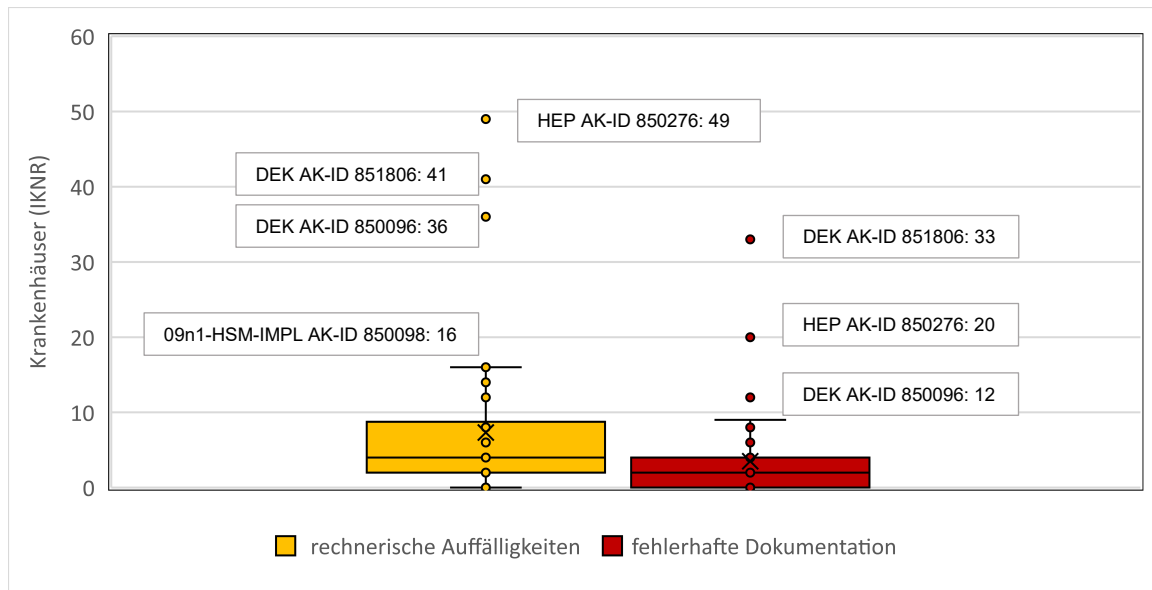 60
50
40
30
20
10
0
Krankenhäuser (IKNR)
HEP AK-ID 850276: 49
DEK AK-ID 851806: 41
DEK AK-ID 850096: 36
09n1-HSM-IMPL AK-ID 850098: 16
DEK AK-ID 851806: 33
HEP AK-ID 850276: 20
DEK AK-ID 850096: 12
rechnerische Auffälligkeiten
fehlerhafte Dokumentation